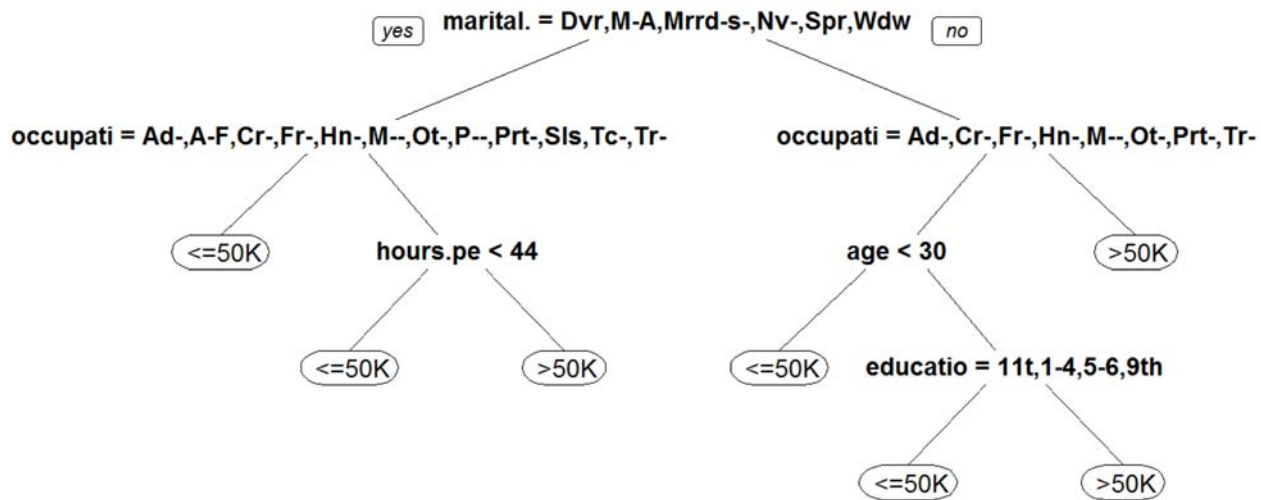 yes marital. = Dvr,M-A,Mrrd-s-,Nv-,Spr,Wdw no
occupati = Ad-,A-F,Cr-,Fr-,Hn-,M--,Ot-,P--,Prt-,Sls,Tc-,Tr- occupati = Ad-,Cr-,Fr-,Hn-,M--,Ot-,Prt-,Tr-
<=50K hours.pe < 44 age < 30 >50K
<=50K >50K <=50K educatio = 11t,1-4,5-6,9th
<=50K >50K